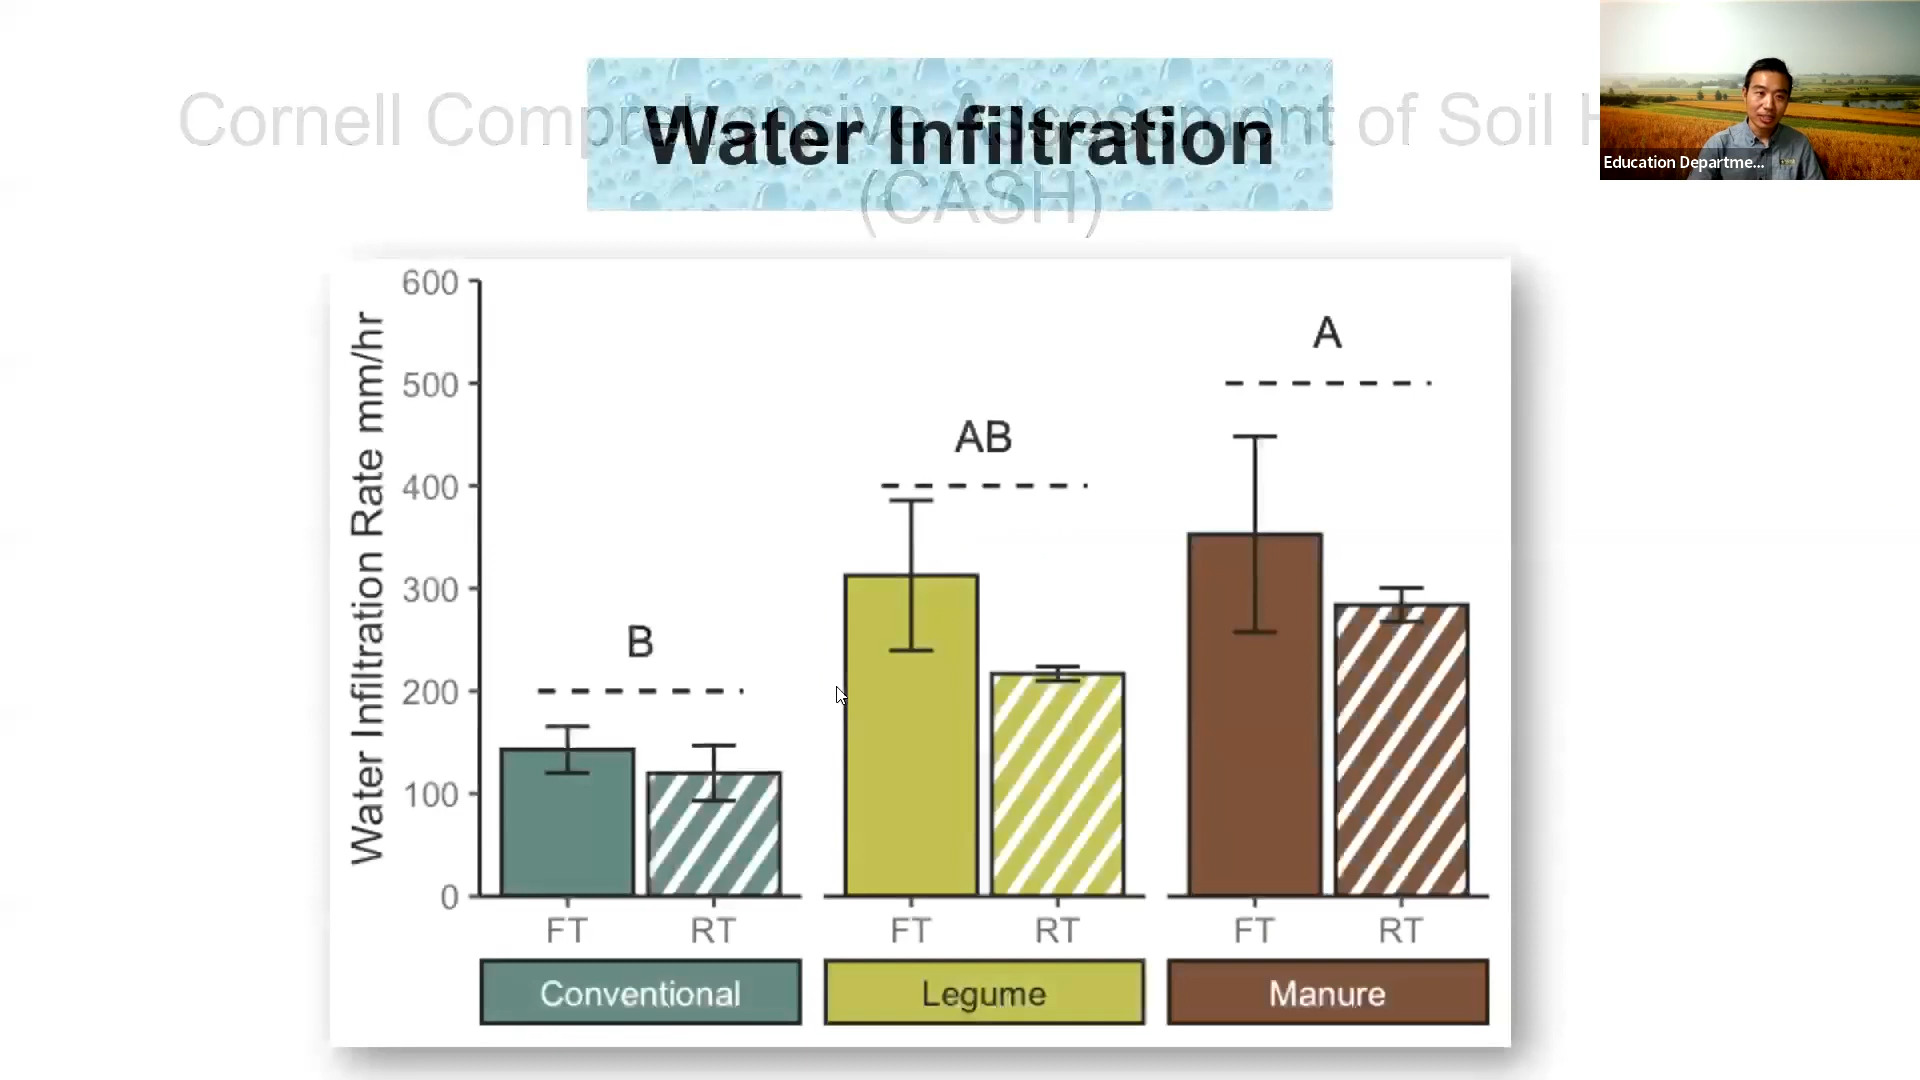 Cornell Comprehensive Assessment of Soil H
(CASH)
Water Infiltration
Education Departme...
Water Infiltration Rate mm/hr
600
500
400
300
200
100
0
B
AB
A
FT RT FT RT FT RT
Conventional Legume Manure